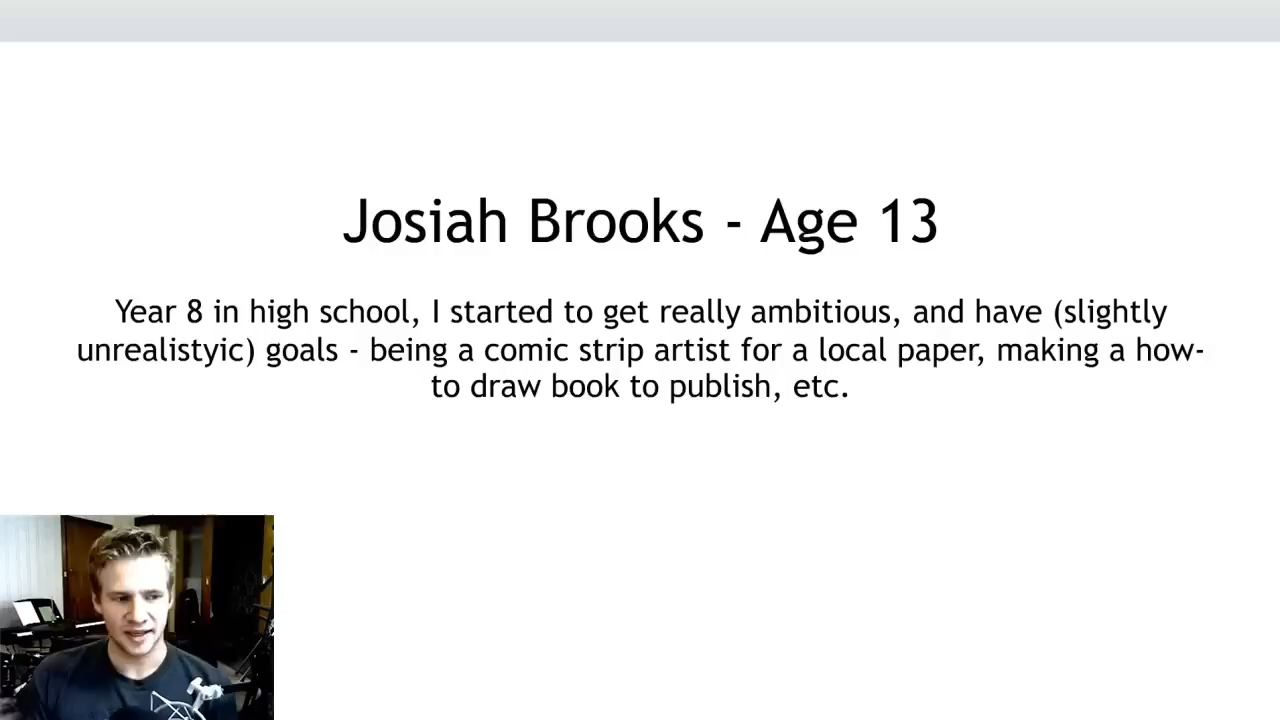 Josiah Brooks - Age 13
Year 8 in high school, I started to get really ambitious, and have (slightly
unrealistyic) goals - being a comic strip artist for a local paper, making a how-
to draw book to publish, etc.